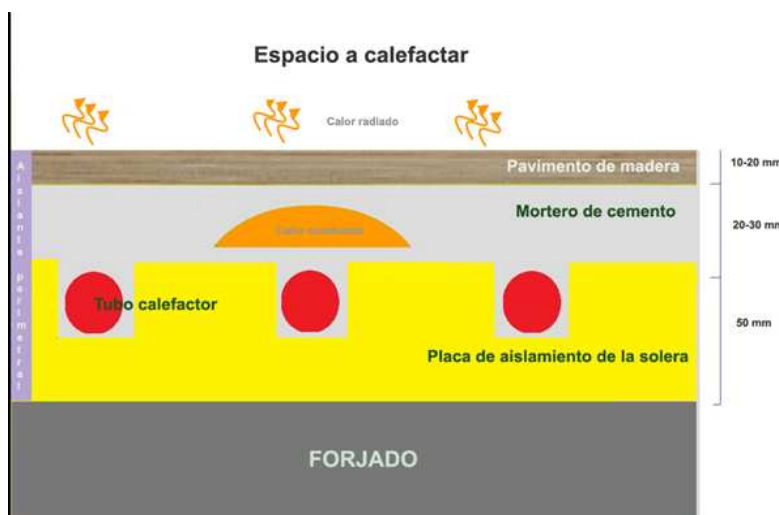 Espacio a calefactar
Calor radiado
Pavimento de madera
10-20 mm
Aislante perimetral
Mortero de cemento
20-30 mm
Tubo calefactor
50 mm
Placa de aislamiento de la solera
FORJADO